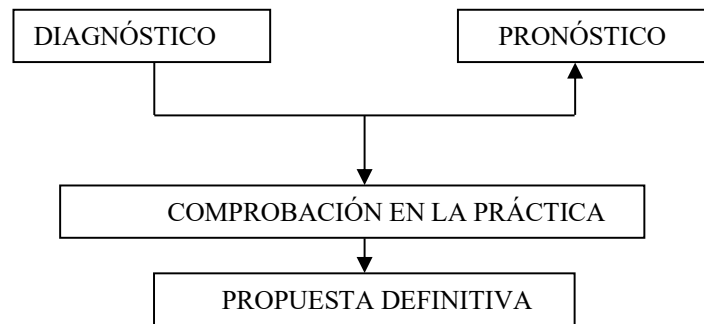 DIAGNÓSTICO
PRONÓSTICO
COMPROBACIÓN EN LA PRÁCTICA
PROPUESTA DEFINITIVA